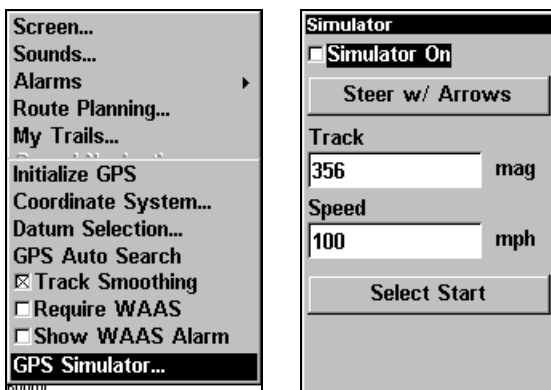 Screen...
Sounds...
Alarms
Route Planning...
My Trails...
Initialize GPS
Coordinate System...
Datum Selection...
GPS Auto Search
Track Smoothing
Require WAAS
Show WAAS Alarm
GPS Simulator...
Simulator
Simulator On
Steer w/ Arrows
Track
356 mag
Speed
100 mph
Select Start